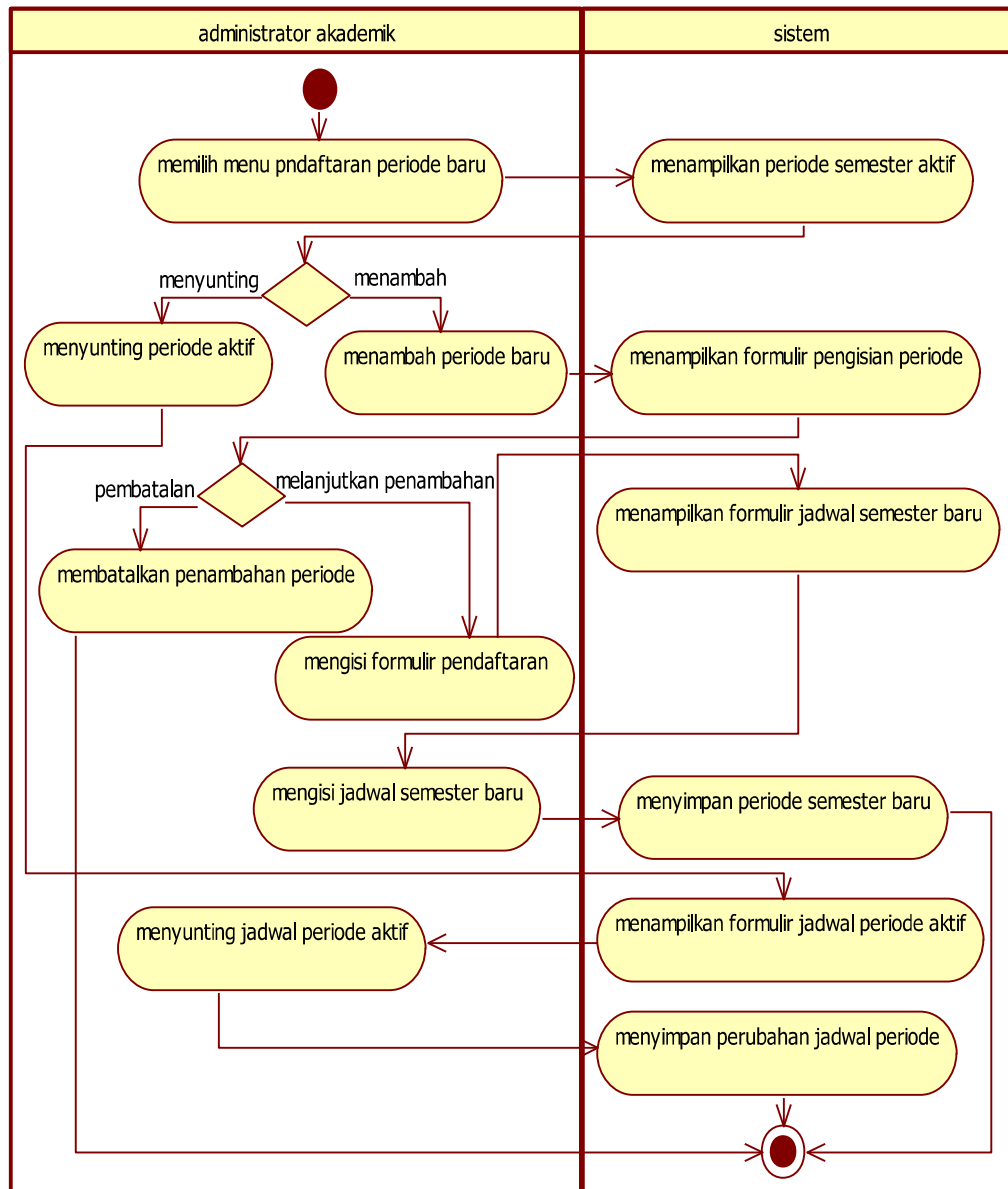 administrator akademik
sistem
memilih menu pndaftaran periode baru
menampilkan periode semester aktif
menyunting
menambah
menyunting periode aktif
menambah periode baru
menampilkan formulir pengisian periode
pembatalan
melanjutkan penambahan
menampilkan formulir jadwal semester baru
membatalkan penambahan periode
mengisi formulir pendaftaran
mengisi jadwal semester baru
menyimpan periode semester baru
menyunting jadwal periode aktif
menampilkan formulir jadwal periode aktif
menyimpan perubahan jadwal periode